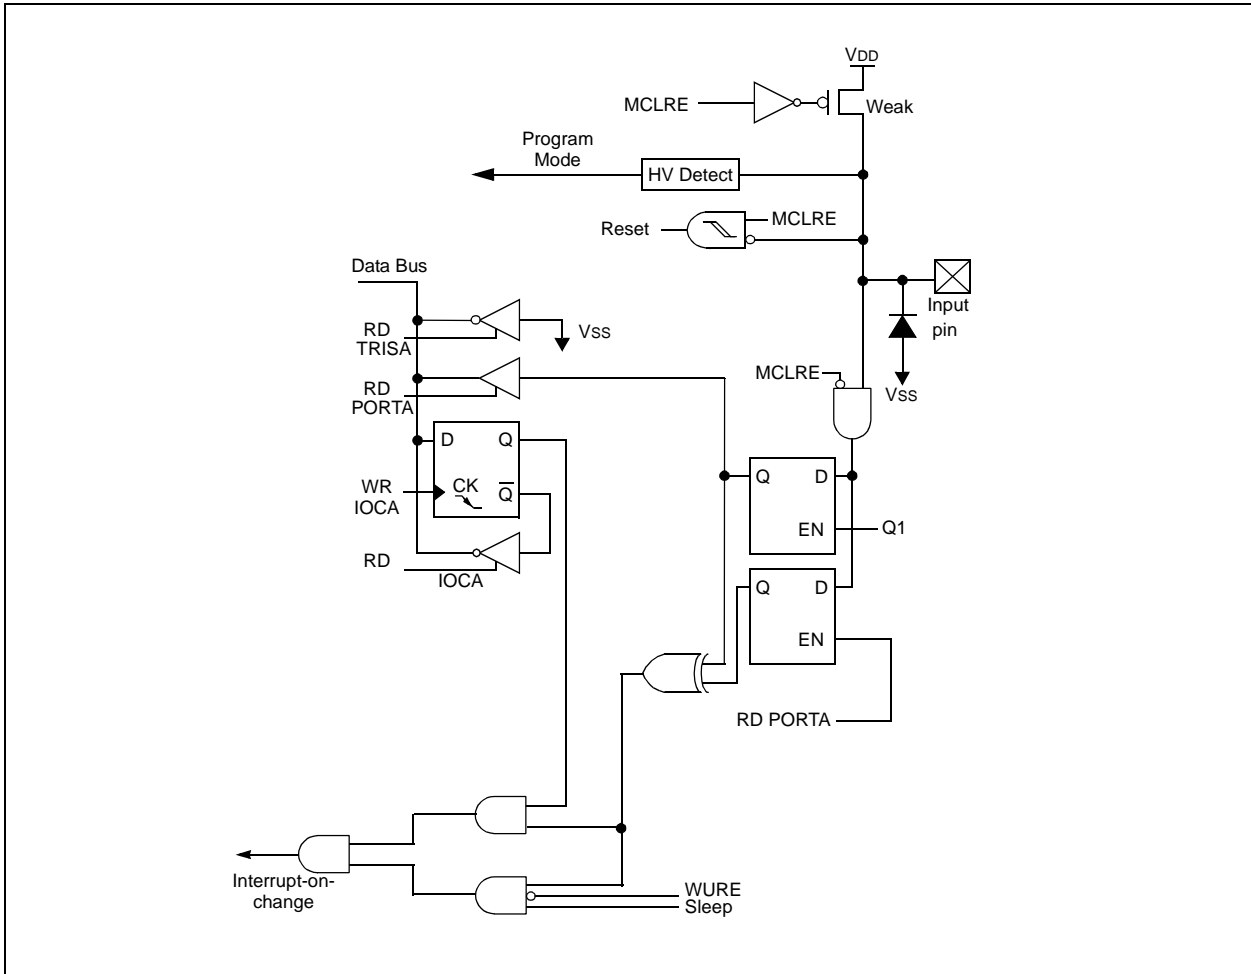 VDD
MCLRE
Weak
Program
Mode
HV Detect
MCLRE
Reset
Data Bus
Input
pin
RD
TRISA
VSS
RD
PORTA
MCLRE
VSS
D Q
WR
IOCA
CK
Q
Q D
EN
Q1
RD
IOCA
Q D
EN
RD PORTA
Interrupt-on-
change
WURE
Sleep